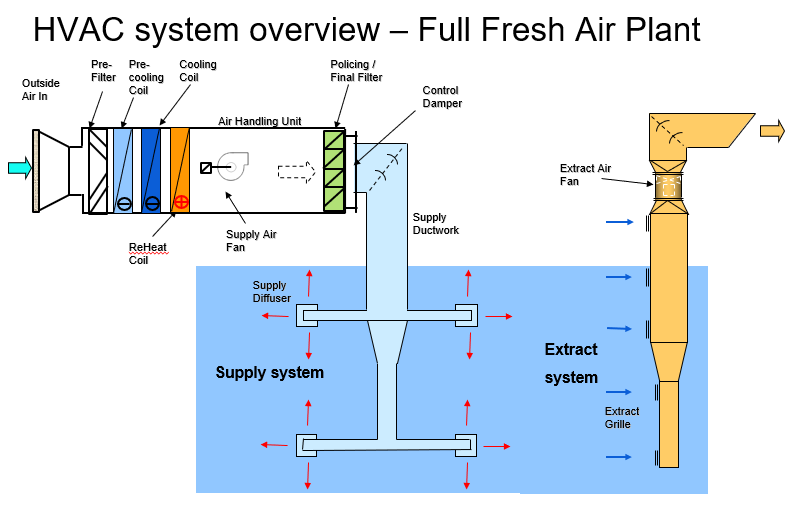 HVAC system overview – Full Fresh Air Plant
Outside
Air In
Pre-
Filter
Pre-
cooling
Coil
Cooling
Coil
Policing /
Final Filter
Control
Damper
Air Handling Unit
Extract Air
Fan
Supply
Ductwork
ReHeat
Coil
Supply Air
Fan
Supply
Diffuser
Supply system
Extract
system
Extract
Grille